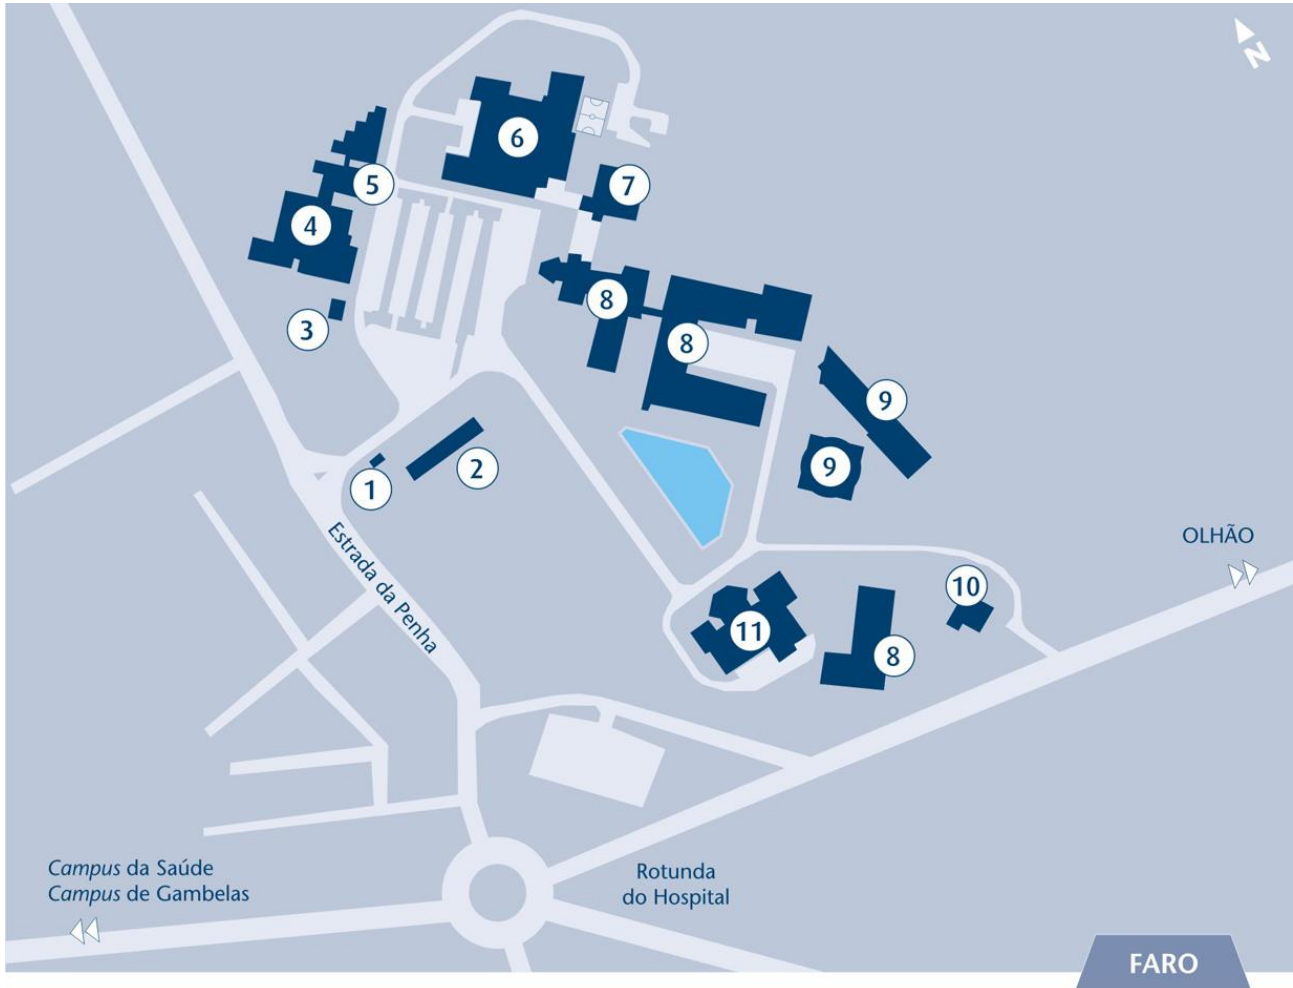 N
6
7
5
4
8
3
8
9
2
9
1
Estrada da Penha
OLHÃO
10
11
8
Campus da Saúde
Campus de Gambelas
Rotunda
do Hospital
FARO